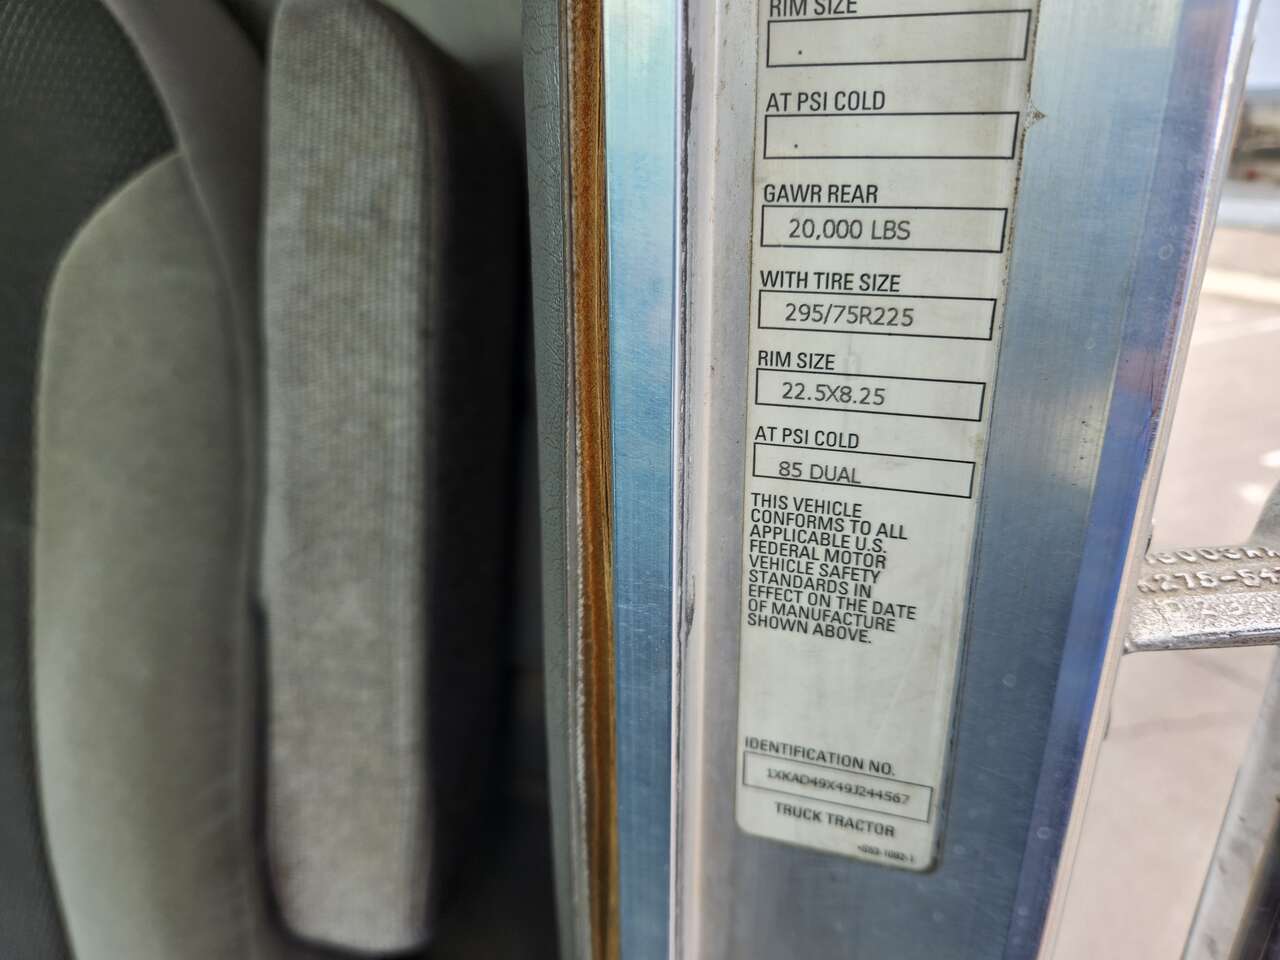 RIM SIZE
AT PSI COLD
GAWR REAR
20,000 LBS
WITH TIRE SIZE
295/75R225
RIM SIZE
22.5X8.25
AT PSI COLD
85 DUAL
THIS VEHICLE
CONFORMS TO ALL
APPLICABLE U.S.
FEDERAL MOTOR
VEHICLE SAFETY
STANDARDS IN
EFFECT ON THE DATE
OF MANUFACTURE
SHOWN ABOVE.
IDENTIFICATION NO.
1XKAD49X49J244567
TRUCK TRACTOR